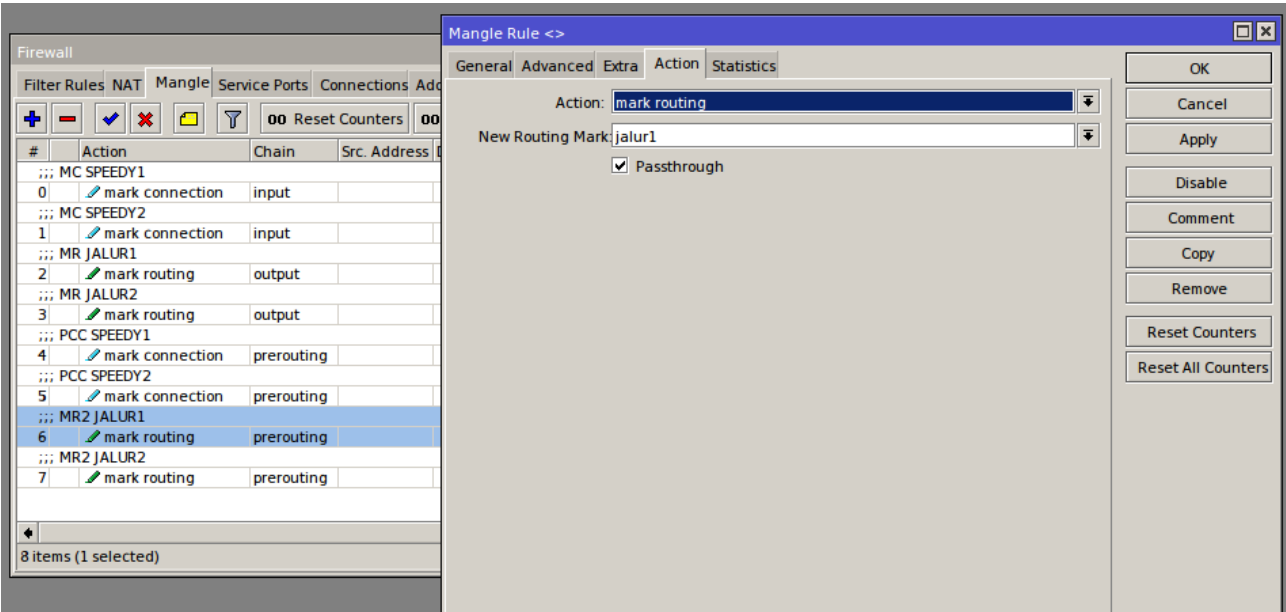 Firewall
Filter Rules NAT Mangle Service Ports Connections
00 Reset Counters 00
# Action Chain Src. Address
;;; MC SPEEDY1
0 mark connection input
;;; MC SPEEDY2
1 mark connection input
;;; MR JALUR1
2 mark routing output
;;; MR JALUR2
3 mark routing output
;;; PCC SPEEDY1
4 mark connection prerouting
;;; PCC SPEEDY2
5 mark connection prerouting
;;; MR2 JALUR1
6 mark routing prerouting
;;; MR2 JALUR2
7 mark routing prerouting
8 items (1 selected)
Mangle Rule <>
General Advanced Extra Action Statistics
Action: mark routing
New Routing Mark: jalur1
Passthrough
OK
Cancel
Apply
Disable
Comment
Copy
Remove
Reset Counters
Reset All Counters